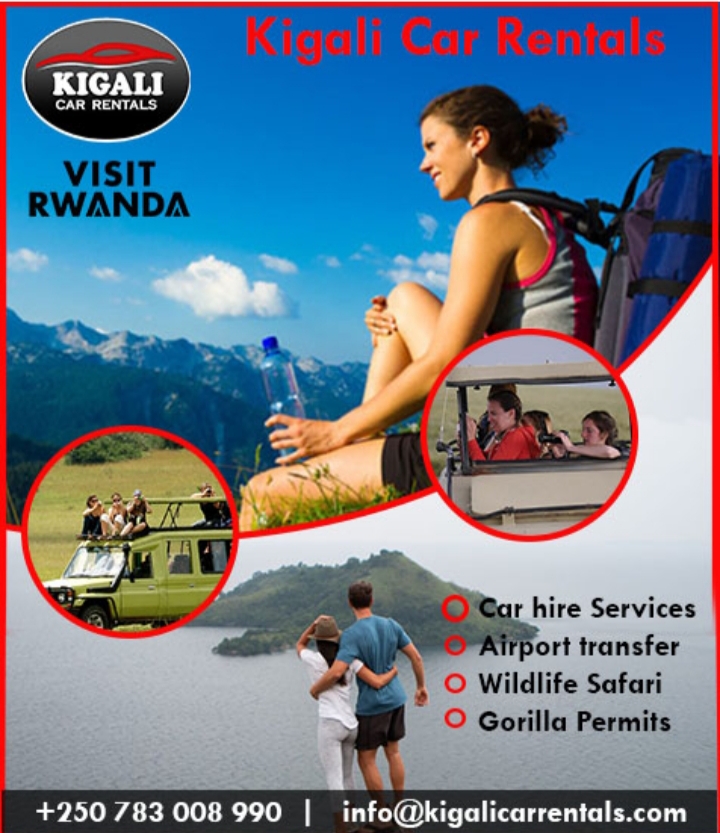 Kigali Car Rentals
KIGALI
CAR RENTALS
VISIT
RWANDA
Car hire Services
Airport transfer
Wildlife Safari
Gorilla Permits
+250 783 008 990 | info@kigalicarrentals.com